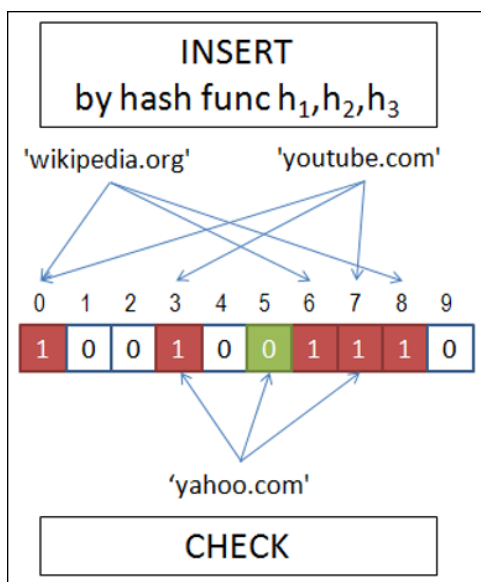 INSERT
by hash func h₁,h₂,h₃
'wikipedia.org' 'youtube.com'
0 1 2 3 4 5 6 7 8 9
1 0 0 1 0 0 1 1 1 0
‘yahoo.com'
CHECK